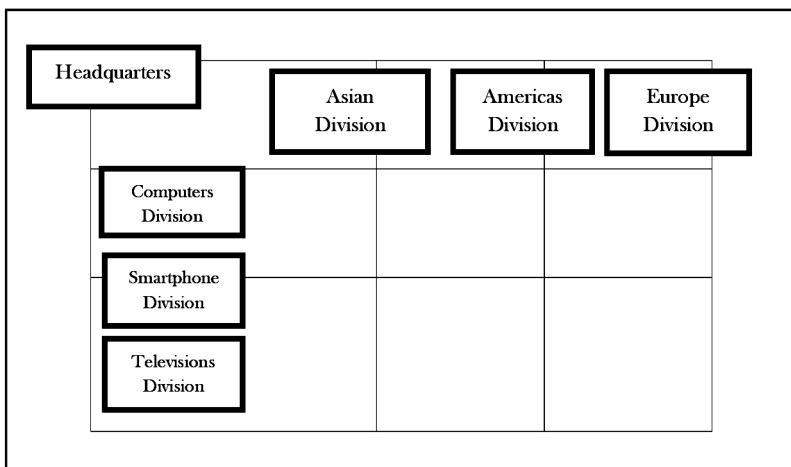 Headquarters
Asian
Division
Americas
Division
Europe
Division
Computers
Division
Smartphone
Division
Televisions
Division